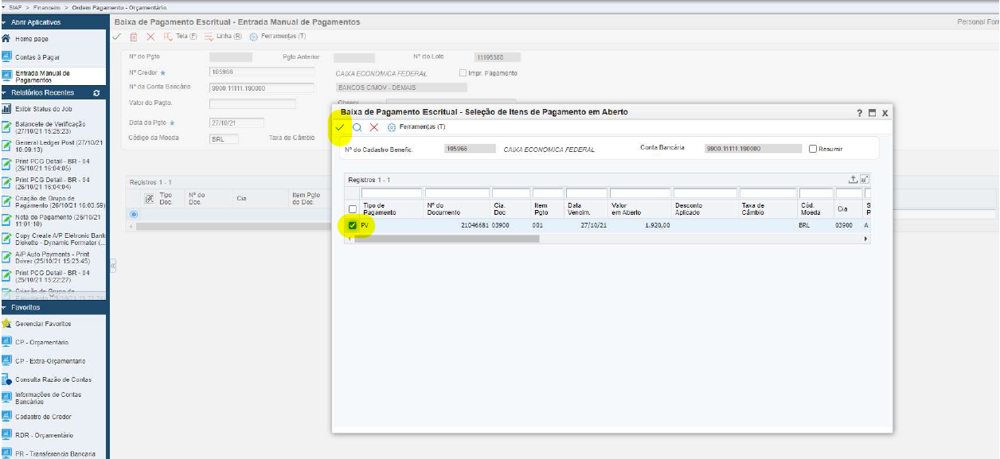 SIAF > Financeiro > Ordem Pagamento - Orçamentário
Abrir Aplicativos
Home page
Contas à Pagar
Entrada Manual de
Pagamentos
Relatórios Recentes
Exibir Status do Job
Balancete de Verificação
(27/10/21 15:25:23)
General Ledger Post (27/10/21
10:09:13)
Print PCG Detail - BR - 04
(26/10/21 16:04:05)
Print PCG Detail - BR - 04
(26/10/21 16:04:04)
Criação de Grupo de
Pagamento (26/10/21 16:03:59)
Nota de Pagamento (26/10/21
11:01:10)
Copy Create A/P Eletronic Bank
Diskette - Dynamic Formater (...
A/P Auto Payments - Print
Driver (25/10/21 15:23:45)
Print PCG Detail - BR - 04
(25/10/21 15:22:27)
Criação de Grupo de
Favoritos
Gerenciar Favoritos
CP - Orçamentário
CP - Extra-Orçamentario
Consulta Razão de Contas
Informações de Contas
Bancárias
Cadastro de Credor
RDR - Orçamentário
PR - Transferencia Bancaria
Baixa de Pagamento Escritual - Entrada Manual de Pagamentos
Personal For
Tela (F) Linha (R) Ferramentas (T)
Nº do Pgto Pgto Anterior Nº do Lote 11195388
Nº Credor 105966 CAIXA ECONOMICA FEDERAL Impr. Pagamento
Nº da Conta Bancária 9900.11111.190000 BANCOS C/MOV - DEMAIS
Valor do Pagto. Observ.
Data do Pgto 27/10/21
Código da Moeda BRL Taxa de Câmbio
Registros 1 - 1
Tipo
Doc.
Nº do
Doc.
Cia
Item Pgto
do Doc.
Baixa de Pagamento Escritual - Seleção de Itens de Pagamento em Aberto
? X
Ferramentas (T)
Nº do Cadastro Benefic. 105966 CAIXA ECONOMICA FEDERAL Conta Bancária 9900.11111.190000 Resumir
Registros 1 - 1
Tipo de
Pagamento
Nº do
Documento
Cia.
Doc
Item
Pgto
Data
Vencim.
Valor
em Aberto
Desconto
Aplicado
Taxa de
Câmbio
Cód.
Moeda
Cia
S
P
PV 21046681 03900 001 27/10/21 1.920,00 BRL 03900 A